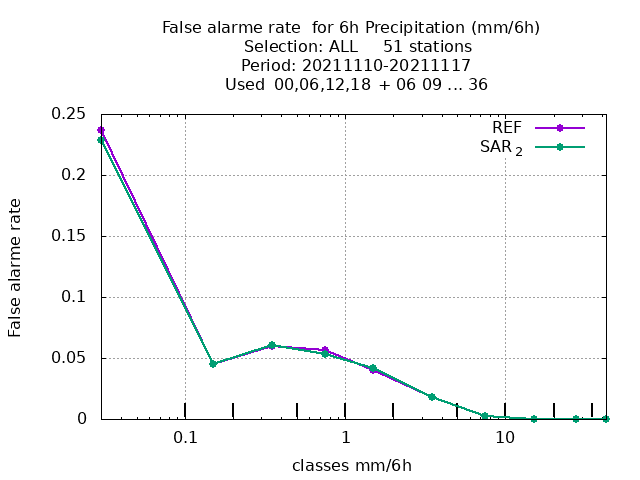 False alarme rate  for 6h Precipitation (mm/6h)
Selection: ALL     51 stations
Period: 20211110-20211117
Used  00,06,12,18  + 06 09 ... 36
REF
SAR 2
0.25
0.2
0.15
0.1
0.05
0
False alarme rate
0.1
1
10
classes mm/6h